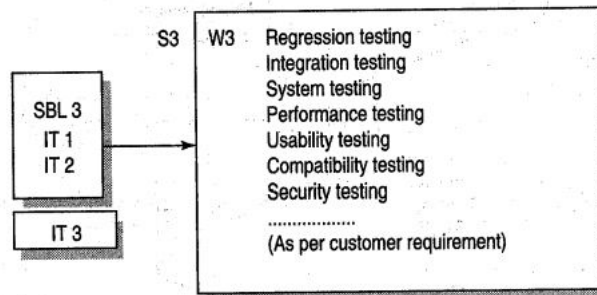 S3 W3 Regression testing
Integration testing
System testing
Performance testing
Usability testing
Compatibility testing
Security testing
...................
(As per customer requirement)
SBL 3
IT 1
IT 2
IT 3